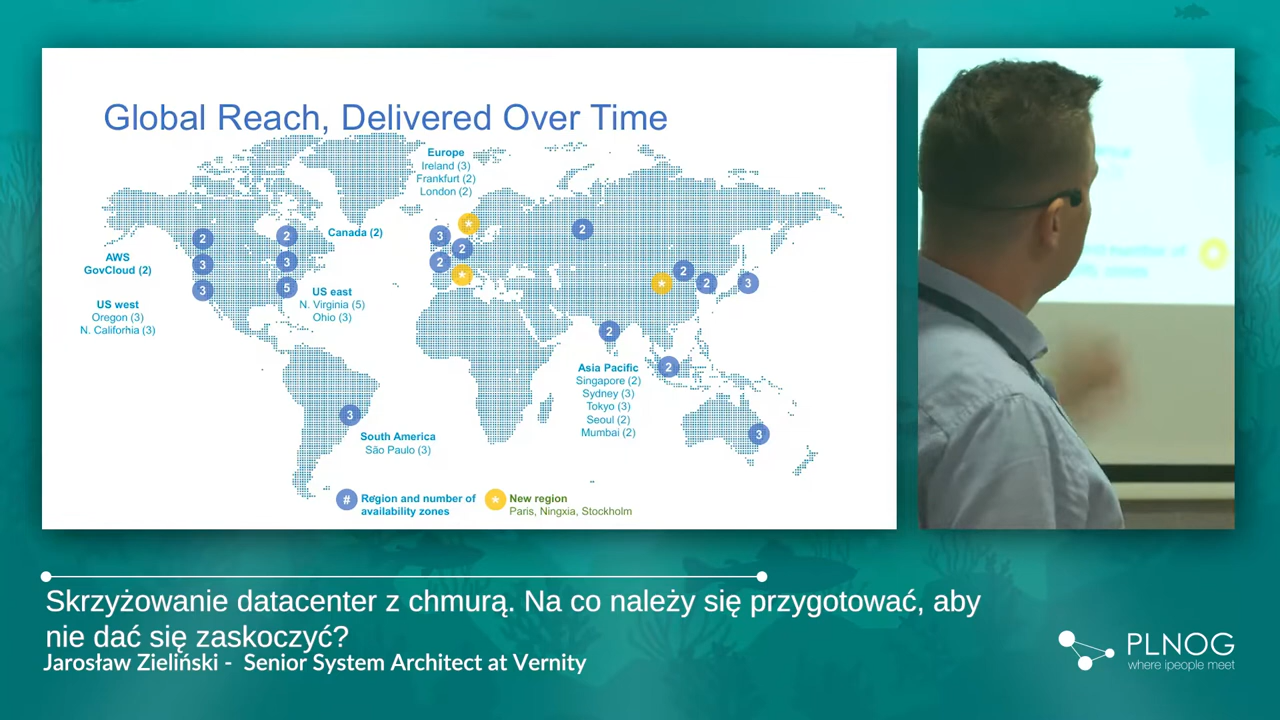 Global Reach, Delivered Over Time
Europe
Ireland (3)
Frankfurt (2)
London (2)
Canada (2)
2
2
3
3
3
5
3
2
2
2
2
2
3
2
2
3
3
AWS
GovCloud (2)
US west
Oregon (3)
N. California (3)
US east
N. Virginia (5)
Ohio (3)
Asia Pacific
Singapore (2)
Sydney (3)
Tokyo (3)
Seoul (2)
Mumbai (2)
South America
São Paulo (3)
# Region and number of
availability zones
New region
Paris, Ningxia, Stockholm
Skrzyżowanie datacenter z chmurą. Na co należy się przygotować, aby
nie dać się zaskoczyć?
Jarosław Zieliński - Senior System Architect at Vernity
PLNOG
where ipeople meet